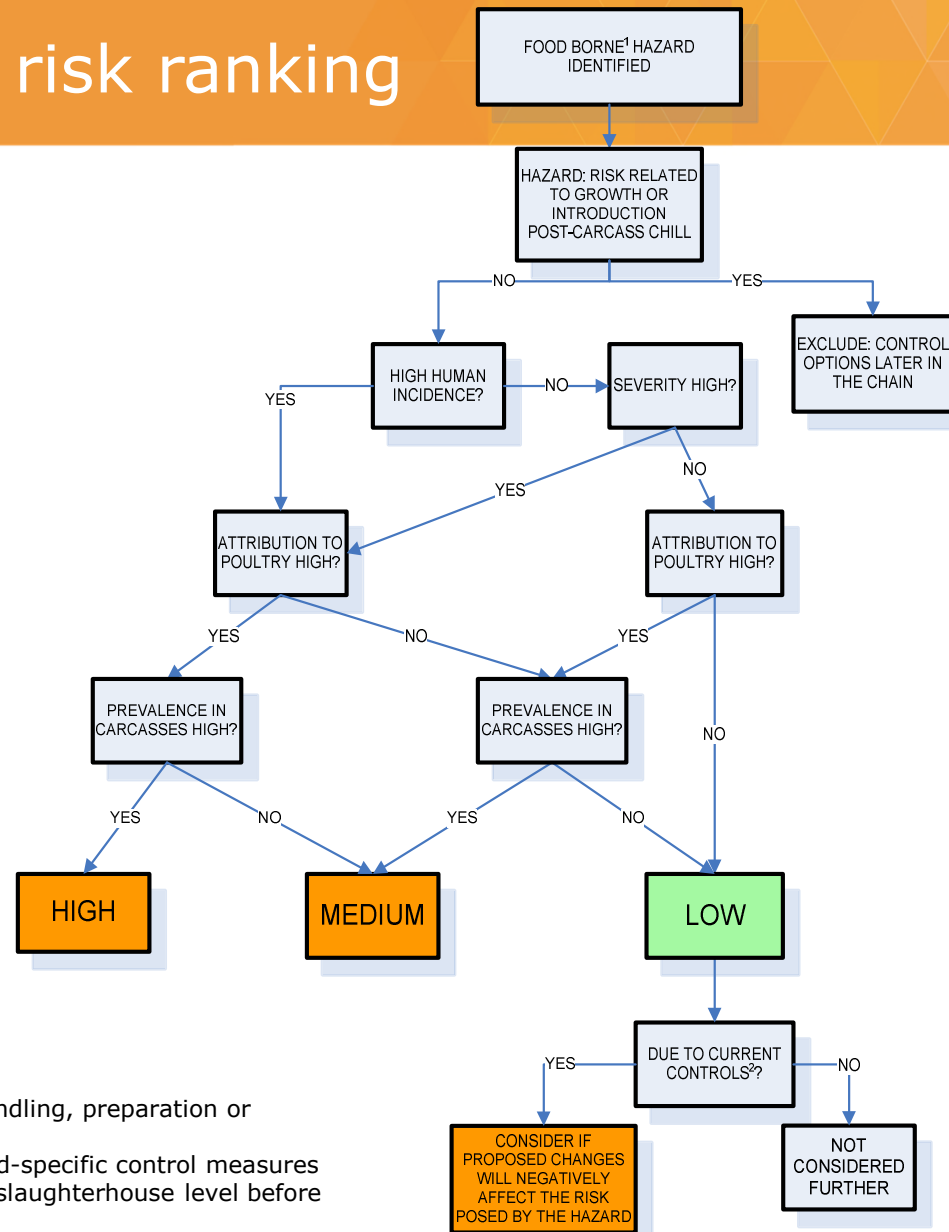 risk ranking
FOOD BORNE¹ HAZARD
IDENTIFIED
HAZARD: RISK RELATED
TO GROWTH OR
INTRODUCTION
POST-CARCASS CHILL
NO
YES
EXCLUDE: CONTROL
OPTIONS LATER IN
THE CHAIN
HIGH HUMAN
INCIDENCE?
NO
SEVERITY HIGH?
YES
YES
NO
ATTRIBUTION TO
POULTRY HIGH?
ATTRIBUTION TO
POULTRY HIGH?
YES
NO
YES
NO
PREVALENCE IN
CARCASSES HIGH?
PREVALENCE IN
CARCASSES HIGH?
YES
NO
YES
NO
HIGH
MEDIUM
LOW
DUE TO CURRENT
CONTROLS²?
YES
NO
CONSIDER IF
PROPOSED CHANGES
WILL NEGATIVELY
AFFECT THE RISK
POSED BY THE HAZARD
NOT
CONSIDERED
FURTHER
ndling, preparation or
d-specific control measures
slaughterhouse level before